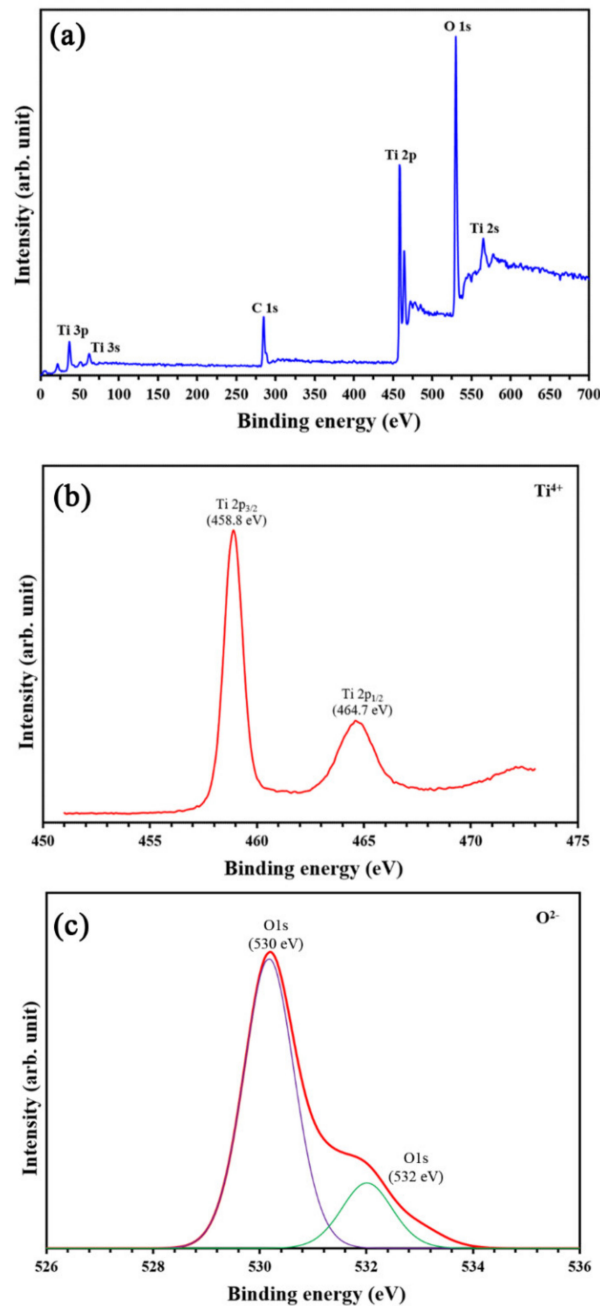 (a)
O 1s
Ti 2p
Ti 2s
C 1s
Ti 3p
Ti 3s
Intensity (arb. unit)
0 50 100 150 200 250 300 350 400 450 500 550 600 650 700
Binding energy (eV)
(b)
Ti 2p3/2
(458.8 eV)
Ti⁴⁺
Ti 2p1/2
(464.7 eV)
Intensity (arb. unit)
450 455 460 465 470 475
Binding energy (eV)
(c)
O1s
(530 eV)
O²⁻
O1s
(532 eV)
Intensity (arb. unit)
526 528 530 532 534 536
Binding energy (eV)